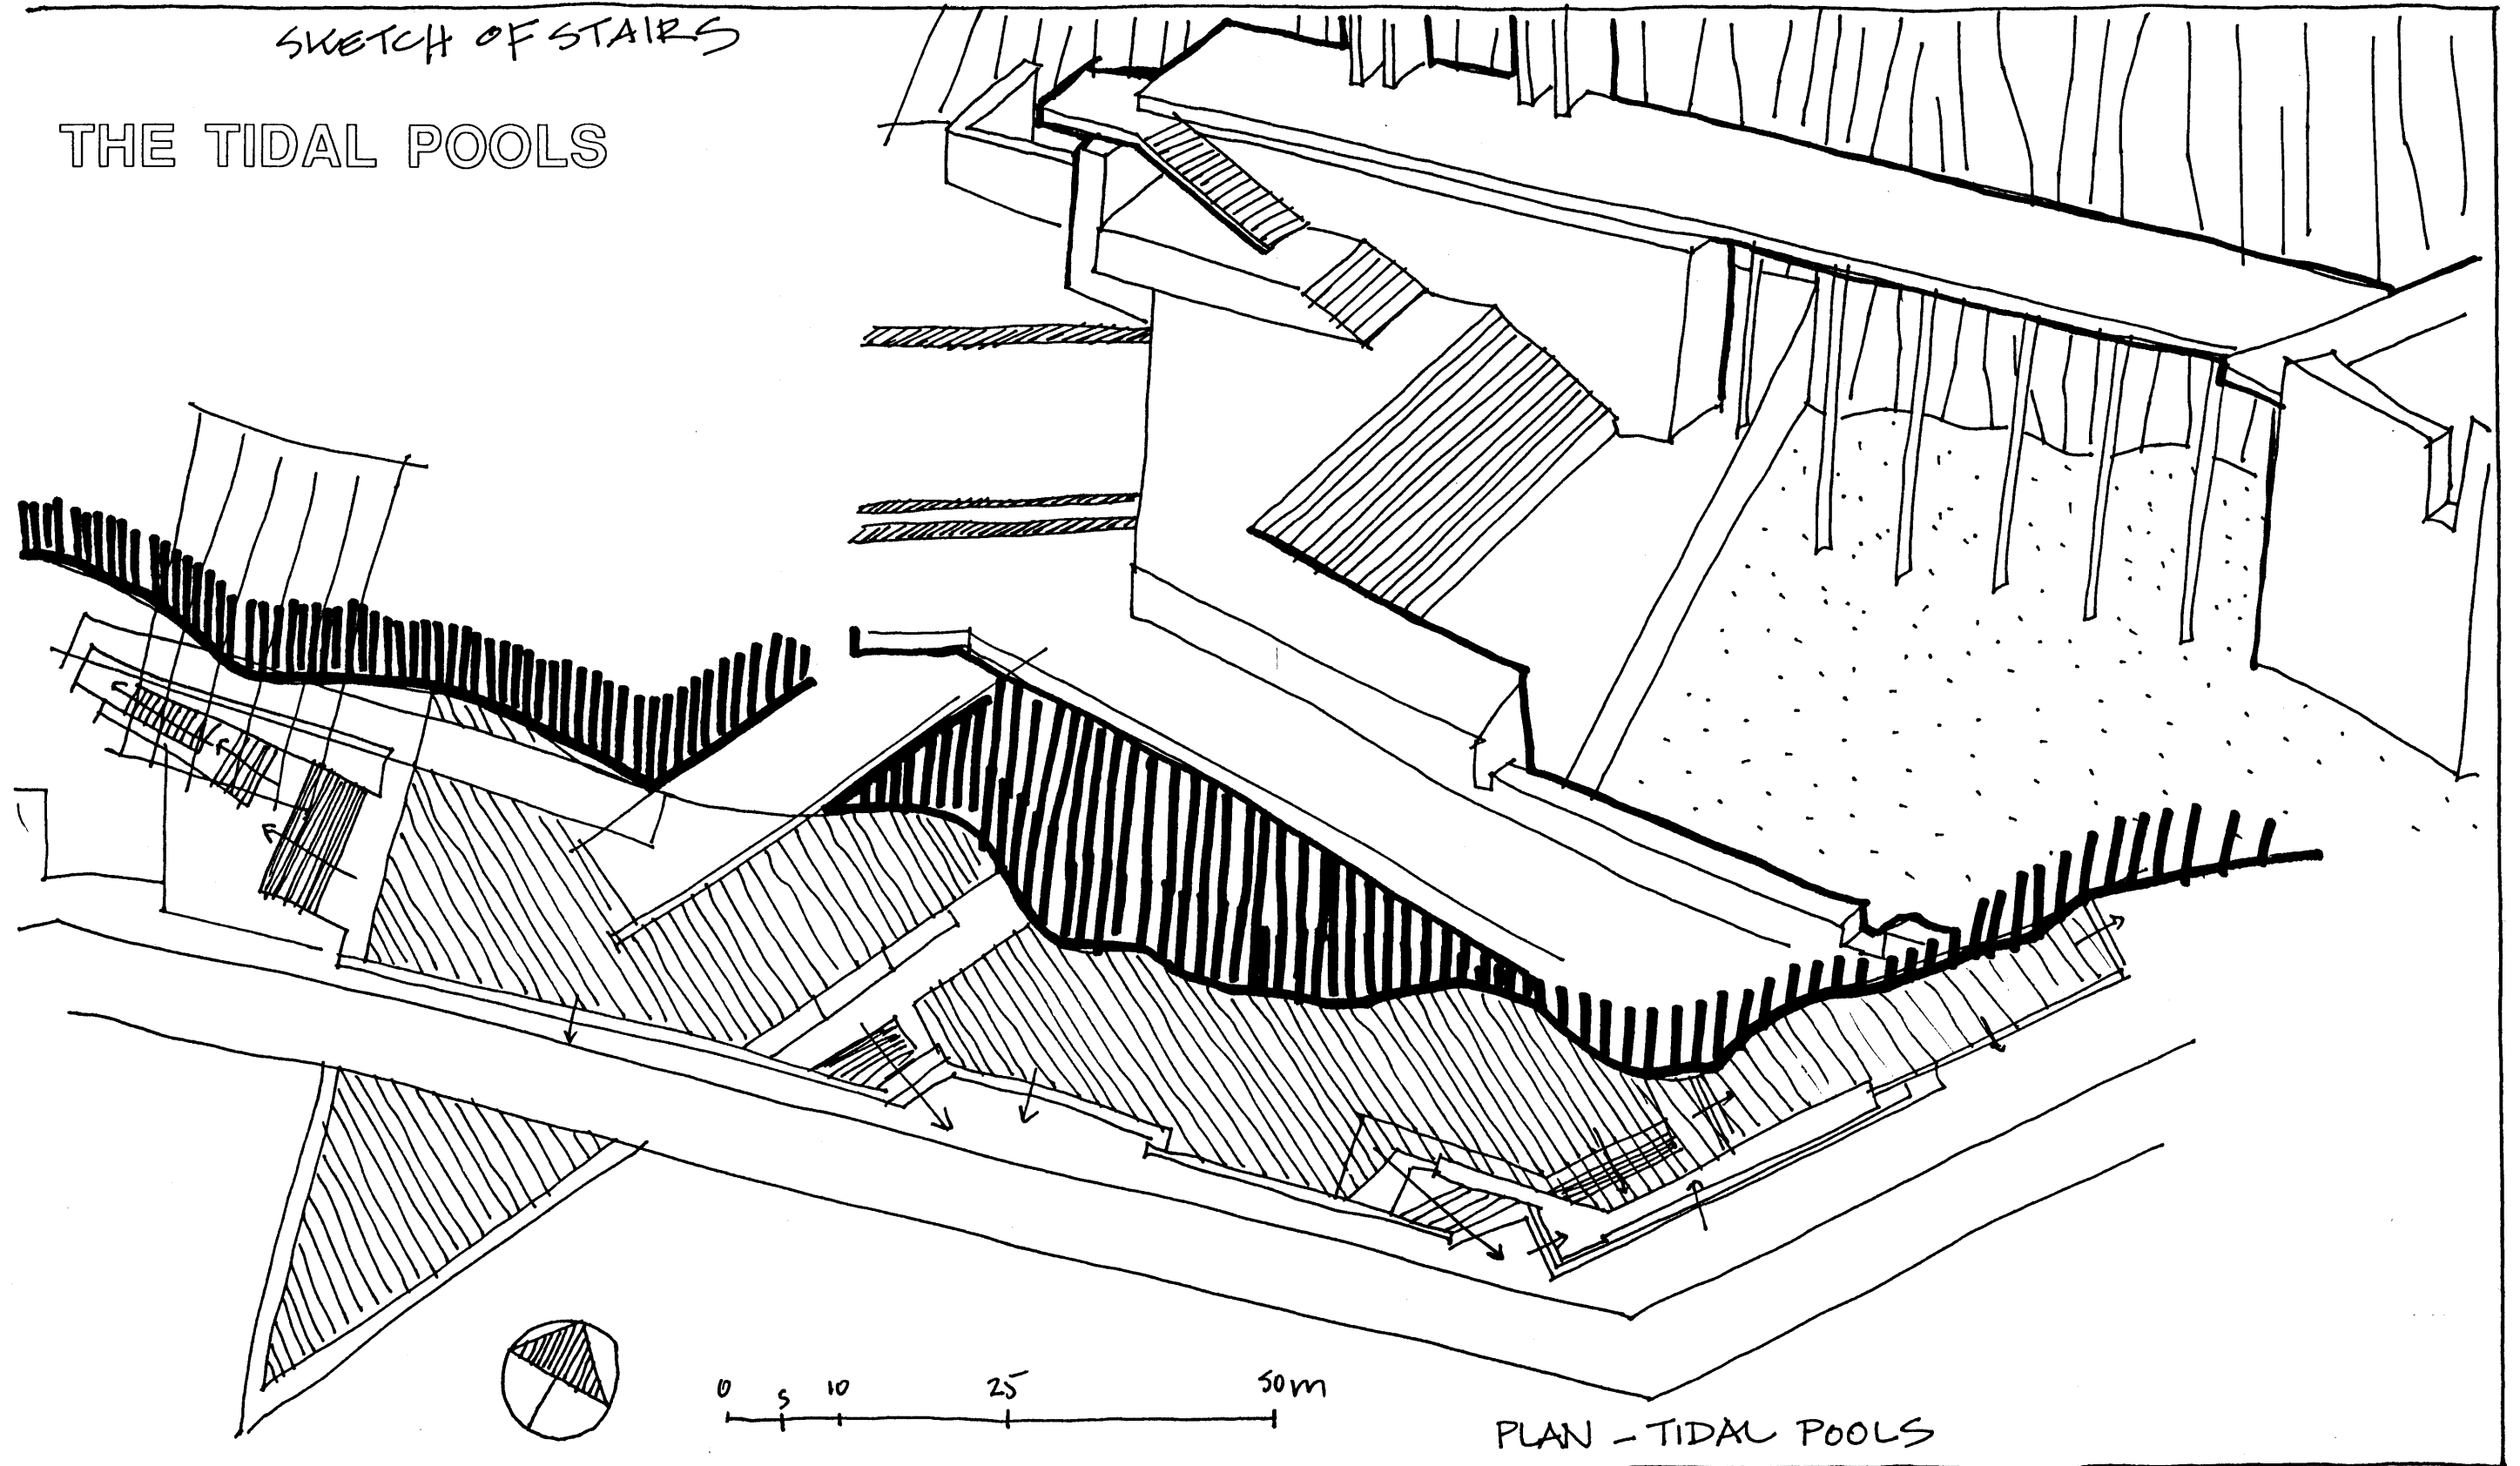 SKETCH OF STAIRS
THE TIDAL POOLS
0 5 10 25 50m
PLAN - TIDAL POOLS